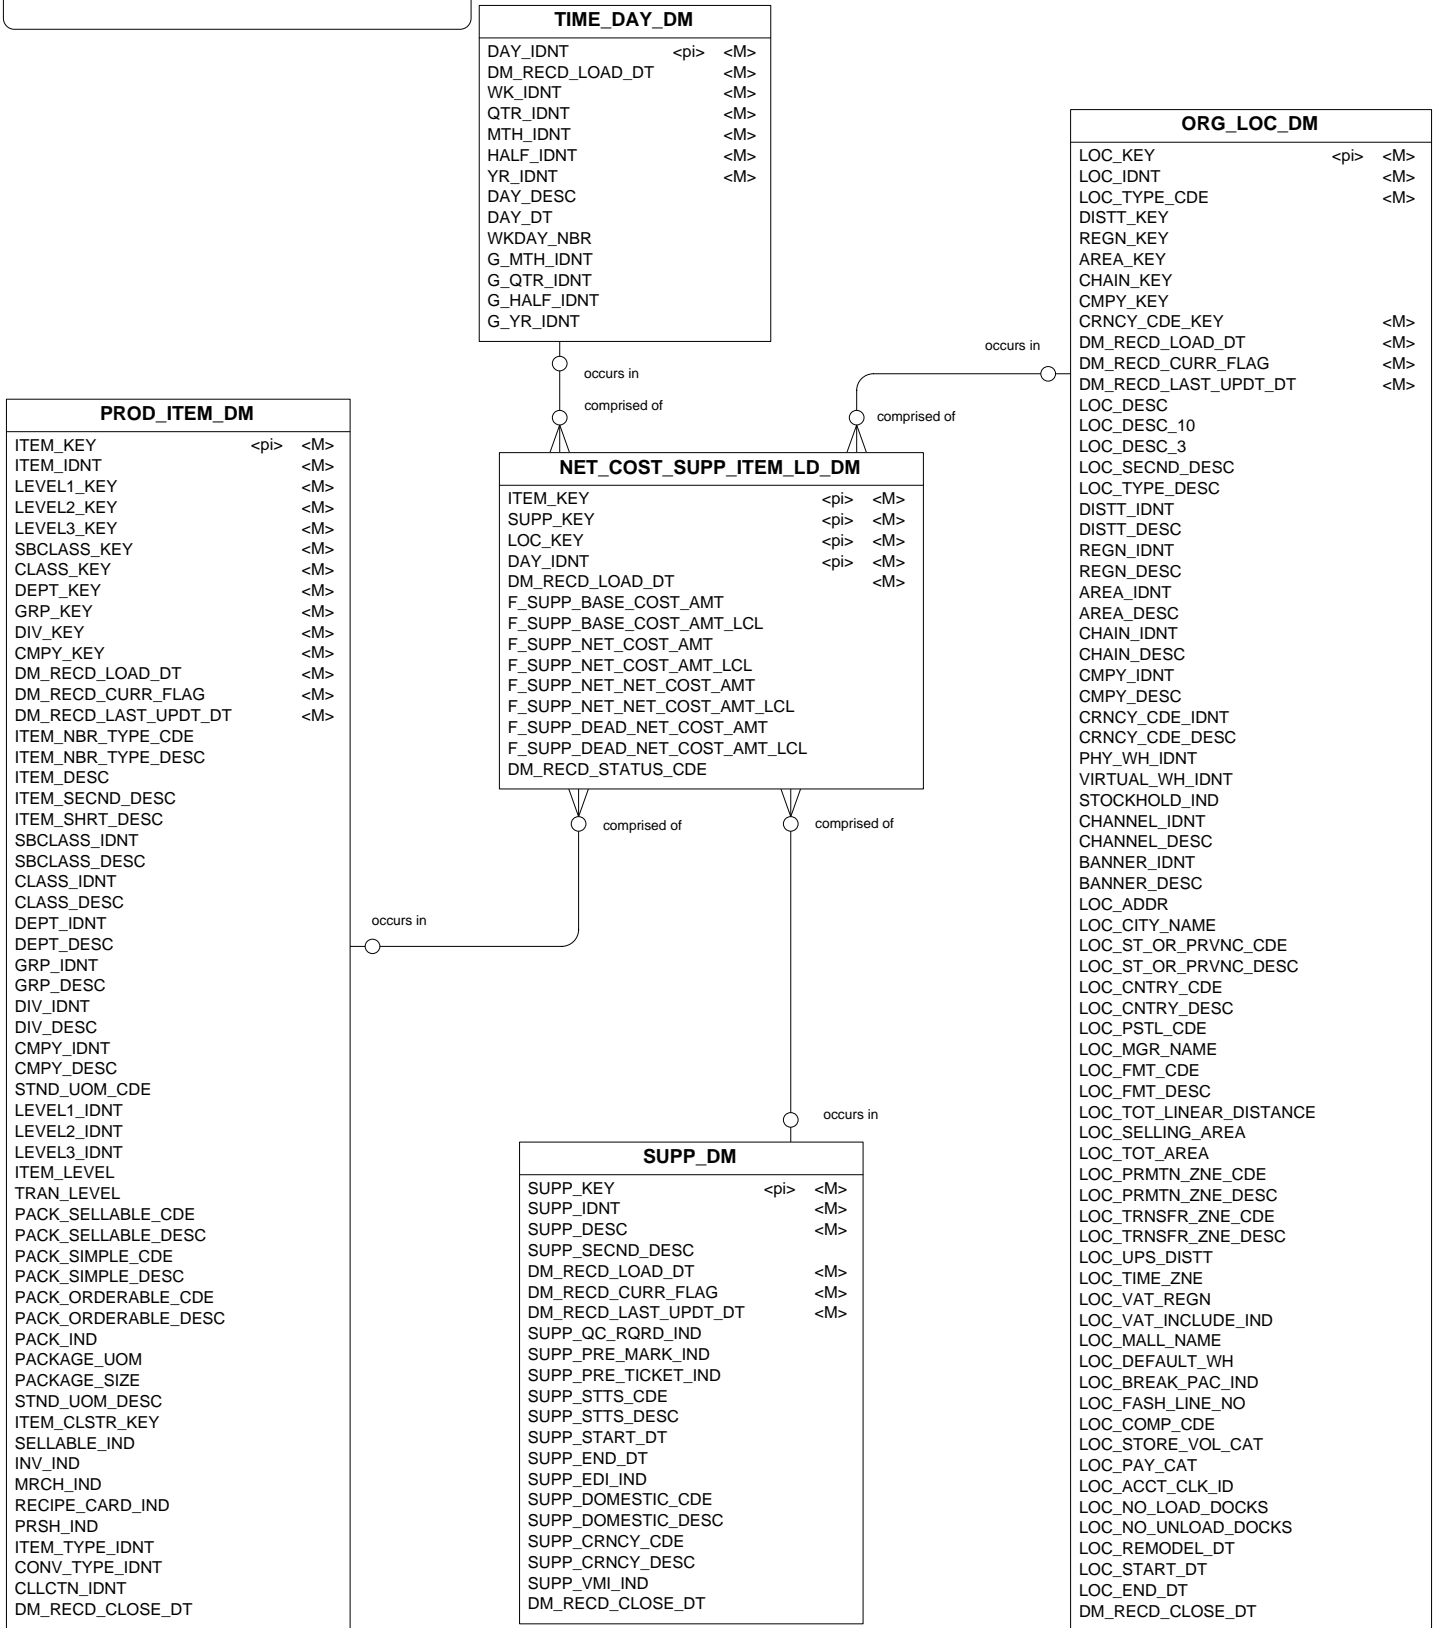 TIME_DAY_DM
DAY_IDNT <pi> <M>
DM_RECD_LOAD_DT <M>
WK_IDNT <M>
QTR_IDNT <M>
MTH_IDNT <M>
HALF_IDNT <M>
YR_IDNT <M>
DAY_DESC
DAY_DT
WKDAY_NBR
G_MTH_IDNT
G_QTR_IDNT
G_HALF_IDNT
G_YR_IDNT
occurs in
comprised of
occurs in
comprised of
PROD_ITEM_DM
ITEM_KEY <pi> <M>
ITEM_IDNT <M>
LEVEL1_KEY <M>
LEVEL2_KEY <M>
LEVEL3_KEY <M>
SBCLASS_KEY <M>
CLASS_KEY <M>
DEPT_KEY <M>
GRP_KEY <M>
DIV_KEY <M>
CMPY_KEY <M>
DM_RECD_LOAD_DT <M>
DM_RECD_CURR_FLAG <M>
DM_RECD_LAST_UPDT_DT <M>
ITEM_NBR_TYPE_CDE
ITEM_NBR_TYPE_DESC
ITEM_DESC
ITEM_SECND_DESC
ITEM_SHRT_DESC
SBCLASS_IDNT
SBCLASS_DESC
CLASS_IDNT
CLASS_DESC
DEPT_IDNT
DEPT_DESC
GRP_IDNT
GRP_DESC
DIV_IDNT
DIV_DESC
CMPY_IDNT
CMPY_DESC
STND_UOM_CDE
LEVEL1_IDNT
LEVEL2_IDNT
LEVEL3_IDNT
ITEM_LEVEL
TRAN_LEVEL
PACK_SELLABLE_CDE
PACK_SELLABLE_DESC
PACK_SIMPLE_CDE
PACK_SIMPLE_DESC
PACK_ORDERABLE_CDE
PACK_ORDERABLE_DESC
PACK_IND
PACKAGE_UOM
PACKAGE_SIZE
STND_UOM_DESC
ITEM_CLSTR_KEY
SELLABLE_IND
INV_IND
MRCH_IND
RECIPE_CARD_IND
PRSH_IND
ITEM_TYPE_IDNT
CONV_TYPE_IDNT
CLLCTN_IDNT
DM_RECD_CLOSE_DT
NET_COST_SUPP_ITEM_LD_DM
ITEM_KEY <pi> <M>
SUPP_KEY <pi> <M>
LOC_KEY <pi> <M>
DAY_IDNT <pi> <M>
DM_RECD_LOAD_DT <M>
F_SUPP_BASE_COST_AMT
F_SUPP_BASE_COST_AMT_LCL
F_SUPP_NET_COST_AMT
F_SUPP_NET_COST_AMT_LCL
F_SUPP_NET_NET_COST_AMT
F_SUPP_NET_NET_COST_AMT_LCL
F_SUPP_DEAD_NET_COST_AMT
F_SUPP_DEAD_NET_COST_AMT_LCL
DM_RECD_STATUS_CDE
comprised of
comprised of
occurs in
occurs in
SUPP_DM
SUPP_KEY <pi> <M>
SUPP_IDNT <M>
SUPP_DESC <M>
SUPP_SECND_DESC
DM_RECD_LOAD_DT <M>
DM_RECD_CURR_FLAG <M>
DM_RECD_LAST_UPDT_DT <M>
SUPP_QC_RQRD_IND
SUPP_PRE_MARK_IND
SUPP_PRE_TICKET_IND
SUPP_STTS_CDE
SUPP_STTS_DESC
SUPP_START_DT
SUPP_END_DT
SUPP_EDI_IND
SUPP_DOMESTIC_CDE
SUPP_DOMESTIC_DESC
SUPP_CRNCY_CDE
SUPP_CRNCY_DESC
SUPP_VMI_IND
DM_RECD_CLOSE_DT
ORG_LOC_DM
LOC_KEY <pi> <M>
LOC_IDNT <M>
LOC_TYPE_CDE <M>
DISTT_KEY
REGN_KEY
AREA_KEY
CHAIN_KEY
CMPY_KEY
CRNCY_CDE_KEY <M>
DM_RECD_LOAD_DT <M>
DM_RECD_CURR_FLAG <M>
DM_RECD_LAST_UPDT_DT <M>
LOC_DESC
LOC_DESC_10
LOC_DESC_3
LOC_SECND_DESC
LOC_TYPE_DESC
DISTT_IDNT
DISTT_DESC
REGN_IDNT
REGN_DESC
AREA_IDNT
AREA_DESC
CHAIN_IDNT
CHAIN_DESC
CMPY_IDNT
CMPY_DESC
CRNCY_CDE_IDNT
CRNCY_CDE_DESC
PHY_WH_IDNT
VIRTUAL_WH_IDNT
STOCKHOLD_IND
CHANNEL_IDNT
CHANNEL_DESC
BANNER_IDNT
BANNER_DESC
LOC_ADDR
LOC_CITY_NAME
LOC_ST_OR_PRVNC_CDE
LOC_ST_OR_PRVNC_DESC
LOC_CNTRY_CDE
LOC_CNTRY_DESC
LOC_PSTL_CDE
LOC_MGR_NAME
LOC_FMT_CDE
LOC_FMT_DESC
LOC_TOT_LINEAR_DISTANCE
LOC_SELLING_AREA
LOC_TOT_AREA
LOC_PRMTN_ZNE_CDE
LOC_PRMTN_ZNE_DESC
LOC_TRNSFR_ZNE_CDE
LOC_TRNSFR_ZNE_DESC
LOC_UPS_DISTT
LOC_TIME_ZNE
LOC_VAT_REGN
LOC_VAT_INCLUDE_IND
LOC_MALL_NAME
LOC_DEFAULT_WH
LOC_BREAK_PAC_IND
LOC_FASH_LINE_NO
LOC_COMP_CDE
LOC_STORE_VOL_CAT
LOC_PAY_CAT
LOC_ACCT_CLK_ID
LOC_NO_LOAD_DOCKS
LOC_NO_UNLOAD_DOCKS
LOC_REMODEL_DT
LOC_START_DT
LOC_END_DT
DM_RECD_CLOSE_DT